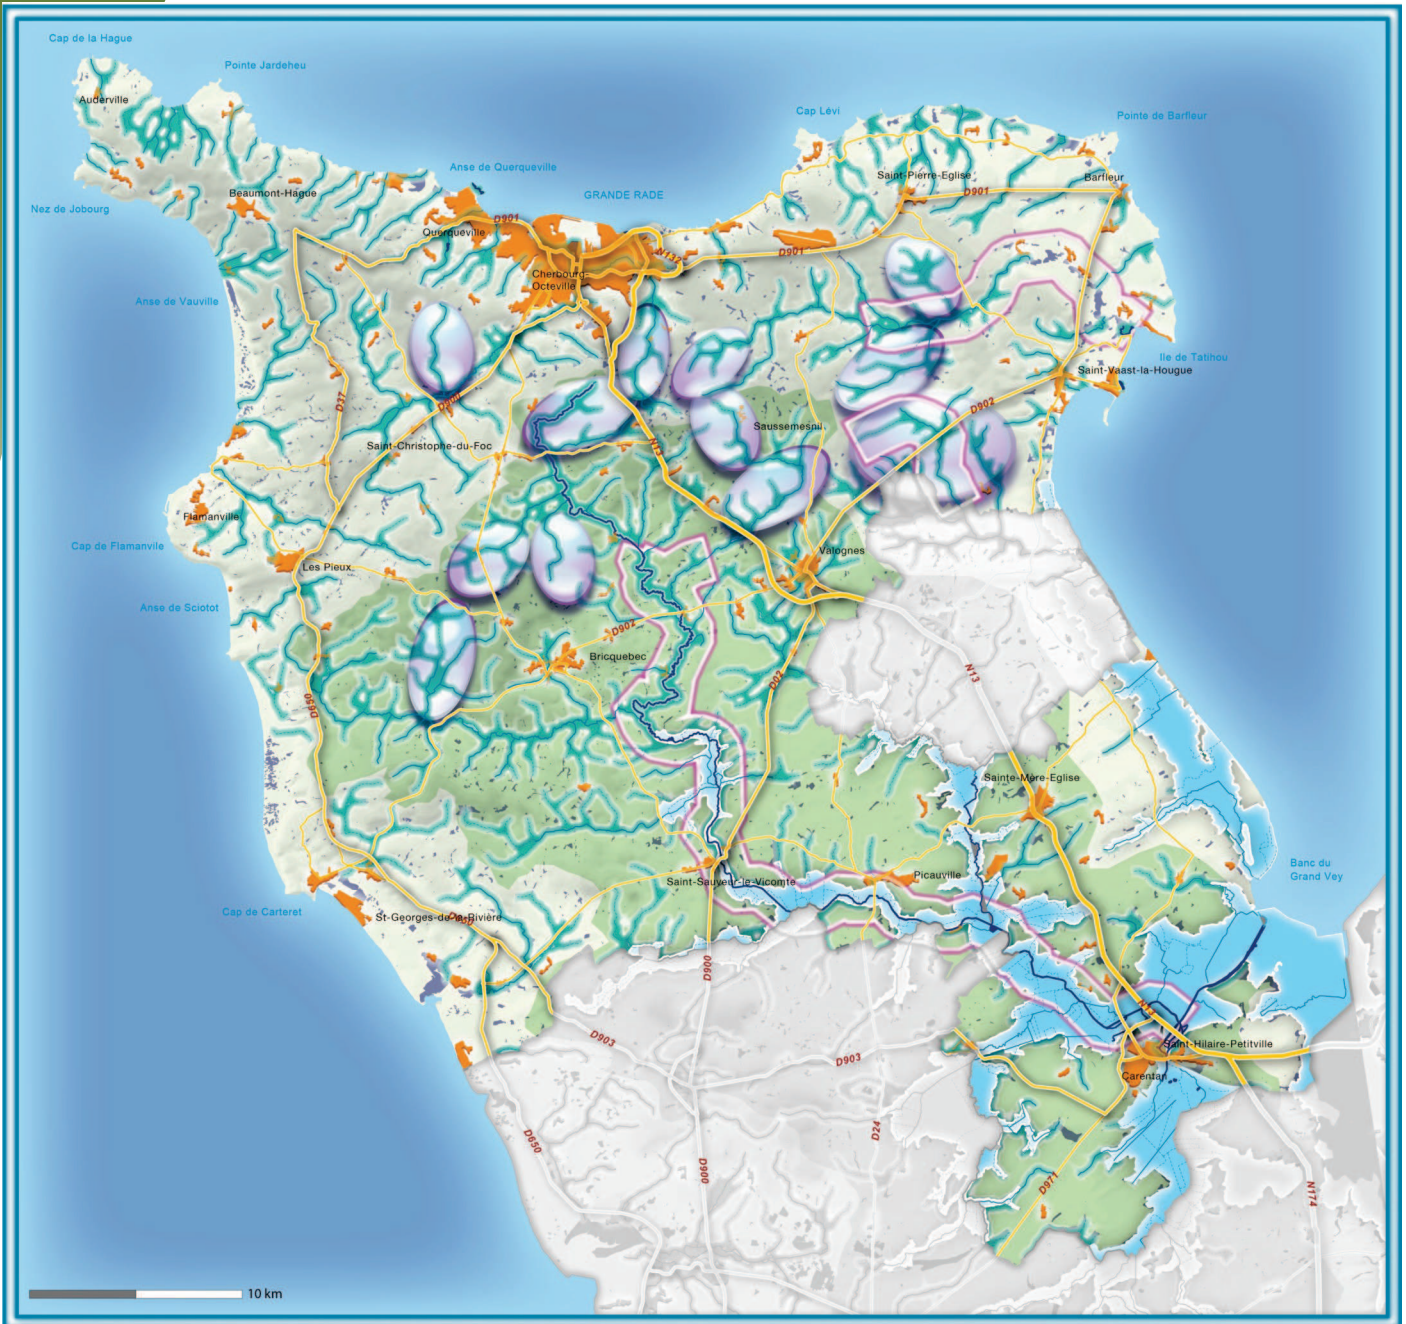 Cap de la Hague
Pointe Jardeheu
Auderville
Cap Lévi
Pointe de Barfleur
Anse de Querqueville
Saint-Pierre-Eglise
Barfleur
Beaumont-Hague
GRANDE RADE
D901
Nez de Jobourg
D901
Querqueville
N132
D901
Cherbourg-
Octeville
Anse de Vauville
Ile de Tatihou
Saint-Vaast-la-Hougue
D37
D900
D902
Saussemesnil
Saint-Christophe-du-Foc
N13
Flamanville
Cap de Flamanvile
Valognes
Les Pieux
Anse de Sciotot
D902
Bricquebec
N13
D02
D650
Sainte-Mère-Eglise
Banc du
Grand Vey
Picauville
Saint-Sauveur-le-Vicomte
Cap de Carteret
St-Georges-de-la-Rivière
D650
D900
N13
D903
Saint-Hilaire-Petitville
D903
Carentan
D24
D650
D900
D971
N174
10 km